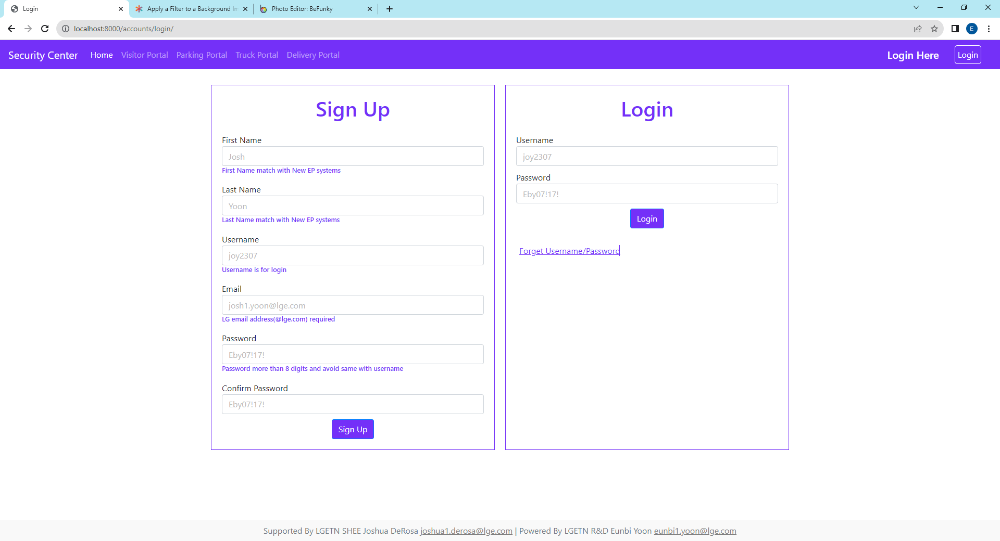 Login
Apply a Filter to a Background Im
Photo Editor: BeFunky
localhost:8000/accounts/login/
E
Security Center Home Visitor Portal Parking Portal Truck Portal Delivery Portal Login Here Login
Sign Up
First Name
Josh
First Name match with New EP systems
Last Name
Yoon
Last Name match with New EP systems
Username
joy2307
Username is for login
Email
josh1.yoon@lge.com
LG email address(@lge.com) required
Password
Eby07!17!
Password more than 8 digits and avoid same with username
Confirm Password
Eby07!17!
Sign Up
Login
Username
joy2307
Password
Eby07!17!
Login
Forget Username/Password
Supported By LGETN SHEE Joshua DeRosa joshua1.derosa@lge.com | Powered By LGETN R&D Eunbi Yoon eunbi1.yoon@lge.com